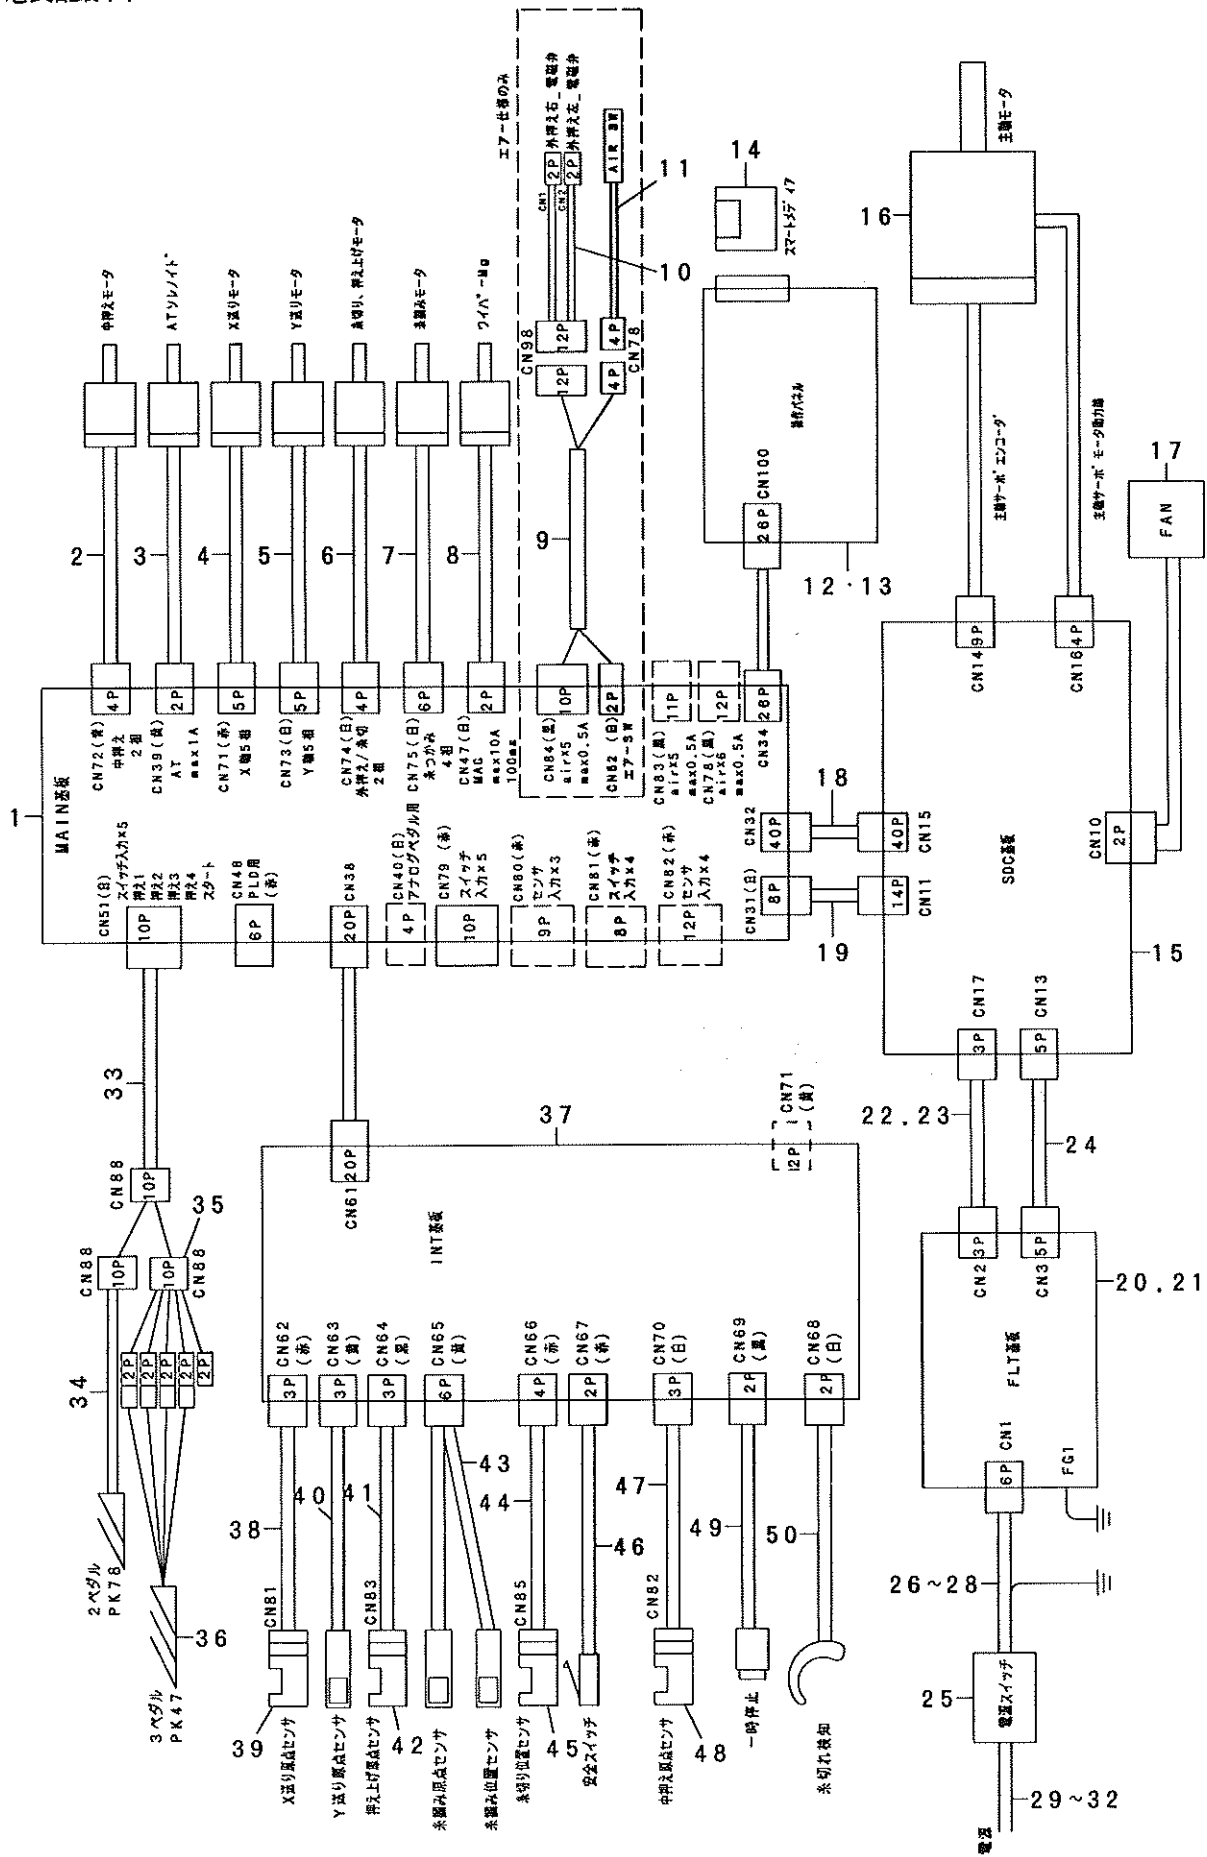 中押えモータ
ATソレノイド
X送りモータ
Y送りモータ
糸切り、押え上げモータ
糸掴みモータ
ワイパーMg
エアー仕様のみ
CN1
2P
外押え右_電磁弁
CN2
2P
外押え左_電磁弁
AIR SW
11
10
CN98
12P
12P
4P
4P
CN78
9
14
スマートメディア
操作パネル
26P
CN100
12・13
16
主軸モータ
主軸サーボエンコーダ
主軸サーボモータ動力線
17
FAN
2
3
4
5
6
7
8
1
MAIN基板
4P
CN72(黄)
中押え
2相
2P
CN39(黄)
AT
max1A
5P
CN71(赤)
X軸5相
5P
CN73(白)
Y軸5相
4P
CN74(白)
外押え/糸切
2相
6P
CN75(白)
糸つかみ
4相
2P
CN47(白)
MAG
max10A
100ms
10P
CN84(黒)
air×5
max0.5A
2P
CN52(白)
エアーSW
11P
CN83(黒)
air×5
max0.5A
12P
CN78(黒)
air×6
max0.5A
26P
CN34
CN51(白)
スイッチ入力×5
押え1
押え2
押え3
押え4
スタート
10P
CN48
PLD用
(赤)
6P
CN38
20P
CN40(白)
アナログペダル用
4P
CN79 (赤)
スイッチ
入力×5
10P
CN80(赤)
センサ
入力×3
9P
CN81(赤)
スイッチ
入力×4
8P
CN82(赤)
センサ
入力×4
12P
CN32
40P
CN31(白)
8P
18
19
40P
CN15
14P
CN11
SDC基板
CN14
9P
CN16
4P
CN10
2P
15
CN17
3P
CN13
5P
22.23
24
CN2
3P
CN3
5P
20.21
FLT基板
CN1
6P
FG1
26~28
25
電源スイッチ
29~32
電源
33
CN88
10P
35
CN88
10P
10P
CN88
34
2P
2P
2P
2P
2P
2ペダル
PK78
3ペダル
PK47
36
37
CN61
20P
INT基板
CN71
(黄)
2P
CN62
(赤)
3P
CN63
(黄)
3P
CN64
(黒)
3P
CN65
(黄)
6P
CN66
(赤)
4P
CN67
(赤)
2P
CN70
(白)
3P
CN69
(黒)
2P
CN68
(白)
2P
38
40
41
43
44
46
47
49
50
CN81
CN83
CN85
CN82
39
42
45
48
X送り原点センサ
Y送り原点センサ
押え上げ原点センサ
糸掴み原点センサ
糸掴み位置センサ
糸切り位置センサ
安全スイッチ
中押え原点センサ
一時停止
糸切れ検知